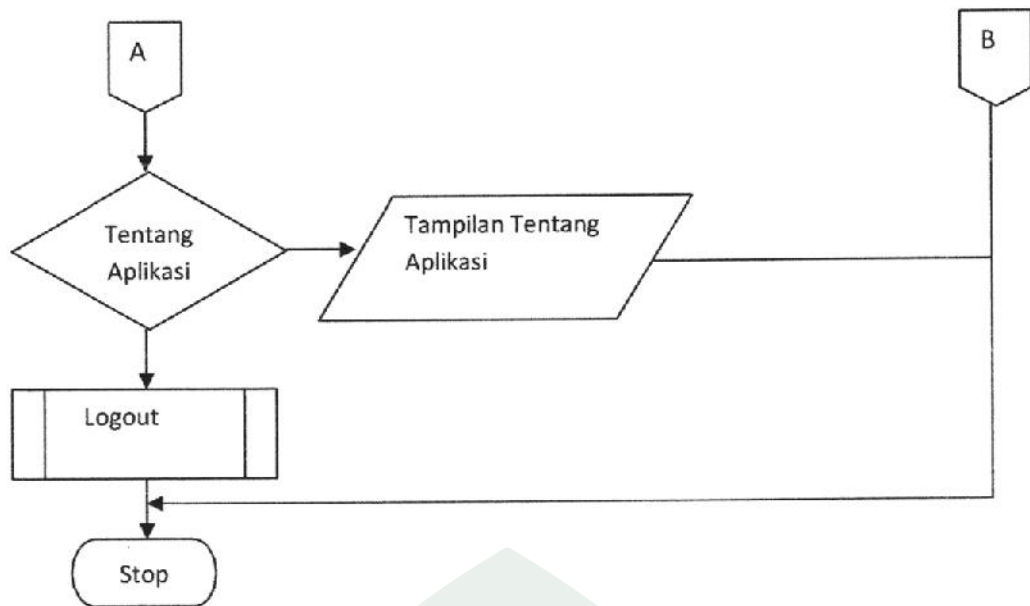 A
B
Tentang
Aplikasi
Tampilan Tentang
Aplikasi
Logout
Stop